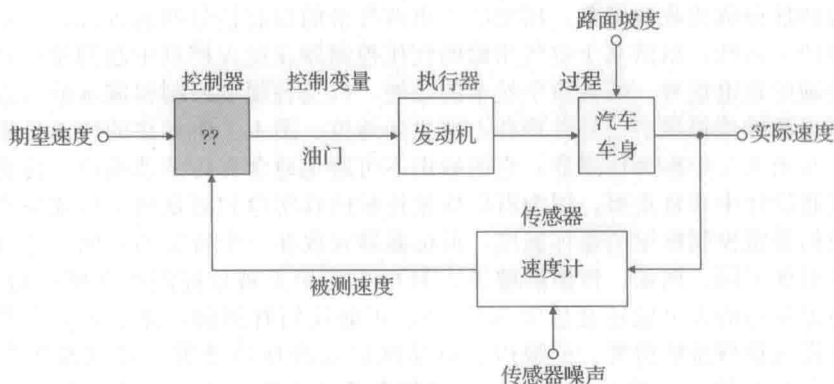 路面坡度
控制器
控制变量
执行器
过程
期望速度
??
油门
发动机
汽车
车身
实际速度
传感器
速度计
被测速度
传感器噪声